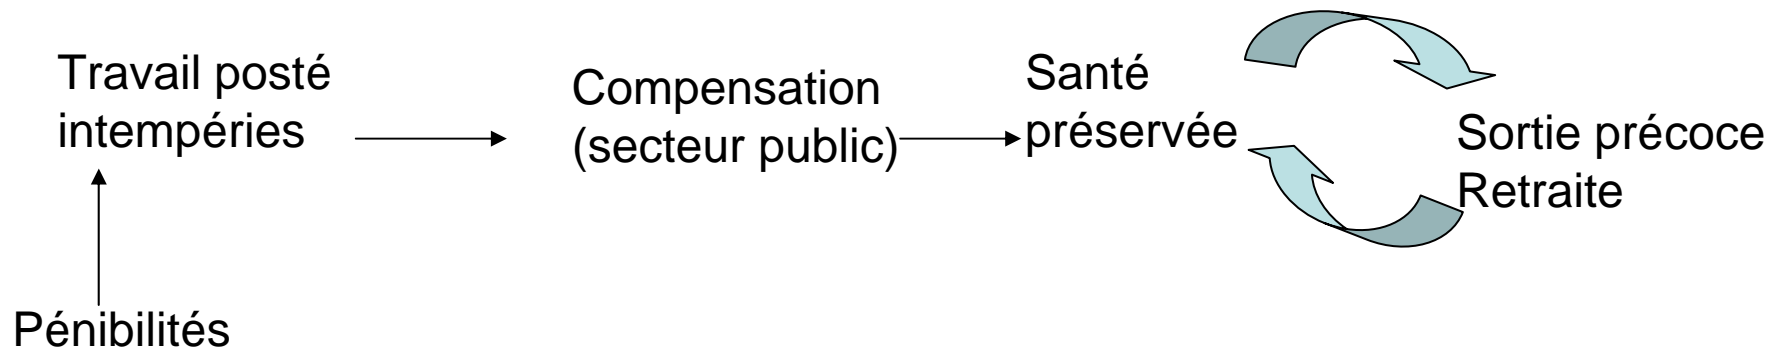 Travail posté
intempéries
Compensation
(secteur public)
Santé
préservée
Sortie précoce
Retraite
Pénibilités